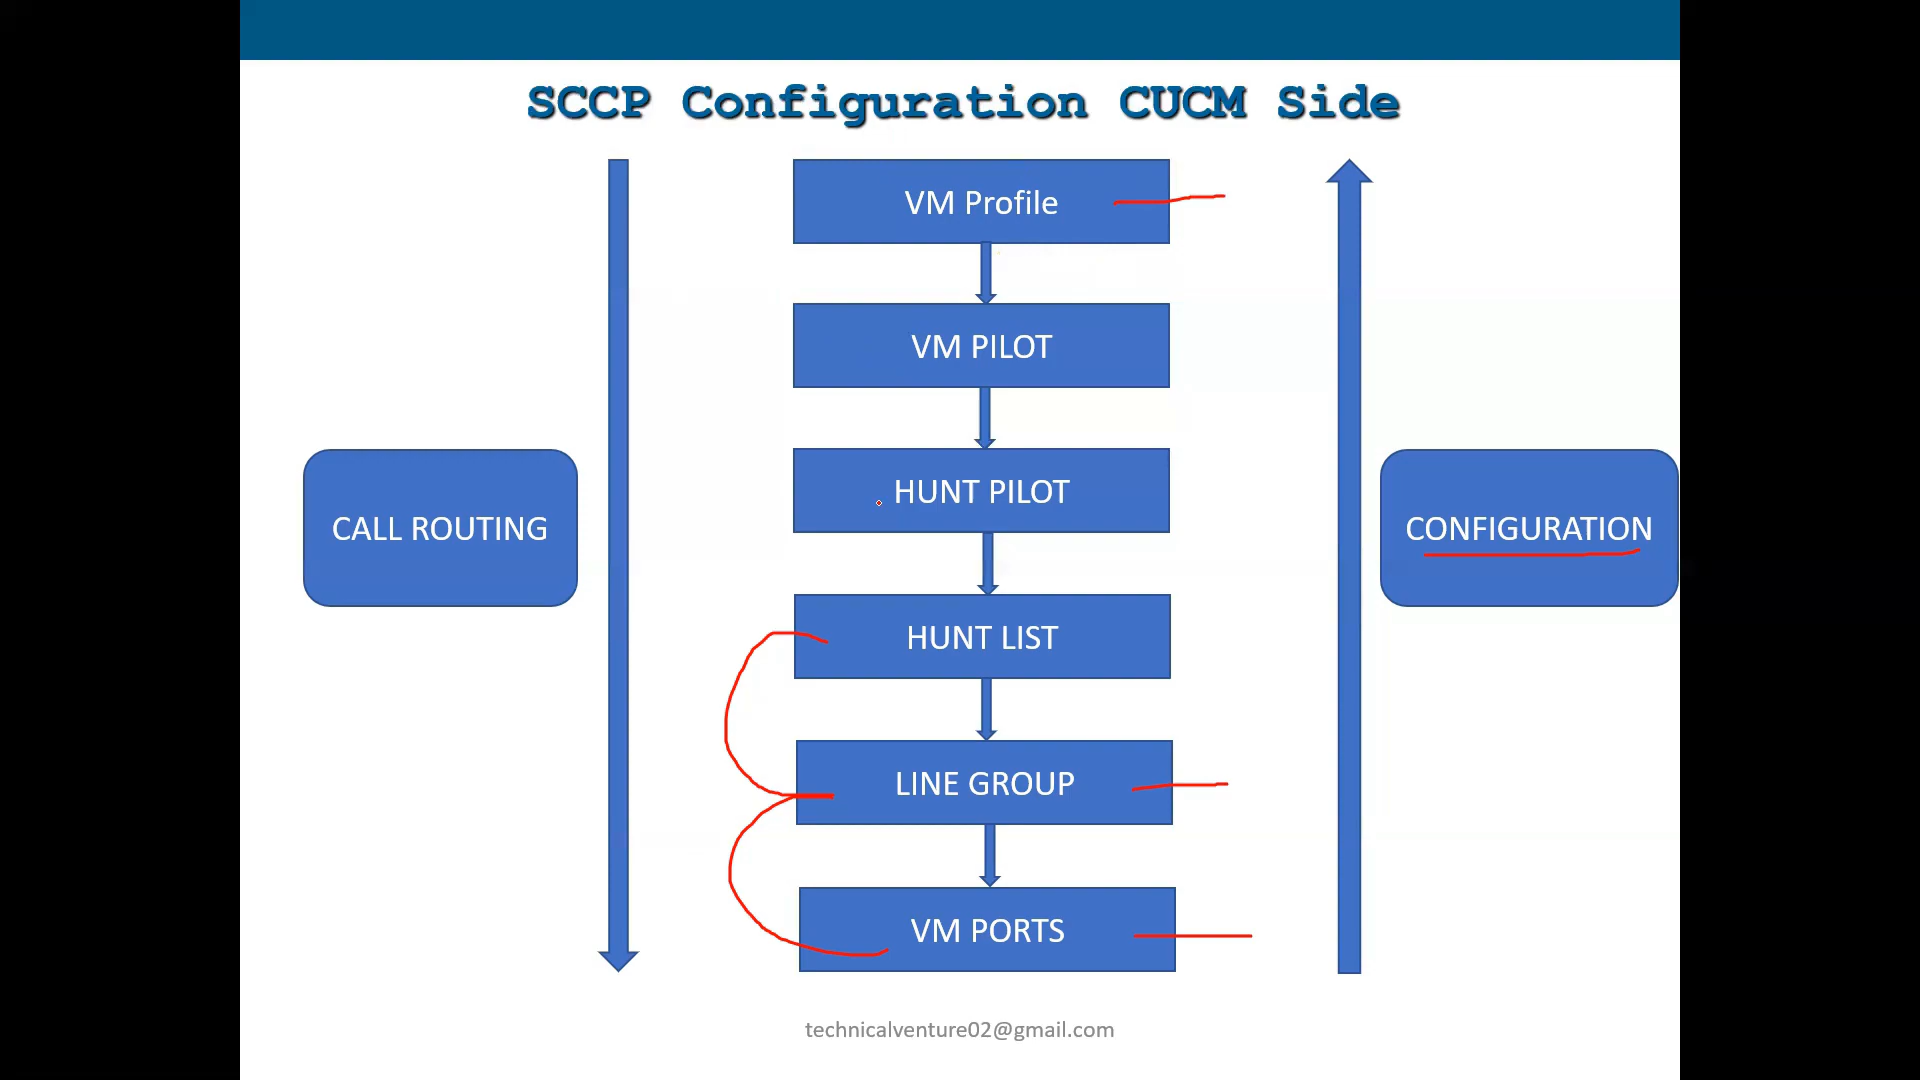 SCCP Configuration CUCM Side
VM Profile
VM PILOT
HUNT PILOT
CALL ROUTING
CONFIGURATION
HUNT LIST
LINE GROUP
VM PORTS
technicalventure02@gmail.com